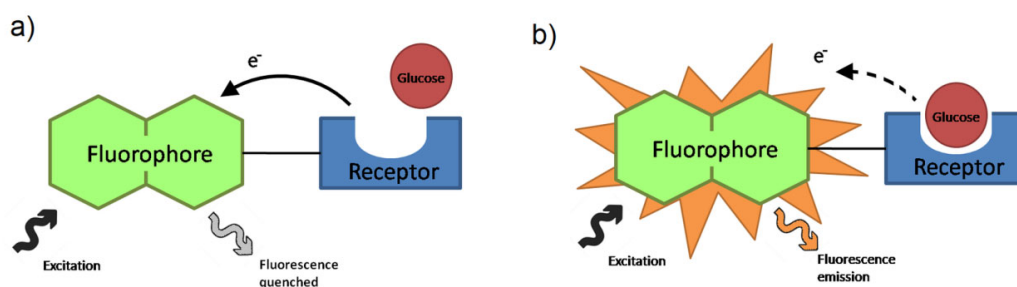 a)
e-
Glucose
Fluorophore
Receptor
Excitation
Fluorescence
quenched
b)
e-
Glucose
Fluorophore
Receptor
Excitation
Fluorescence
emission